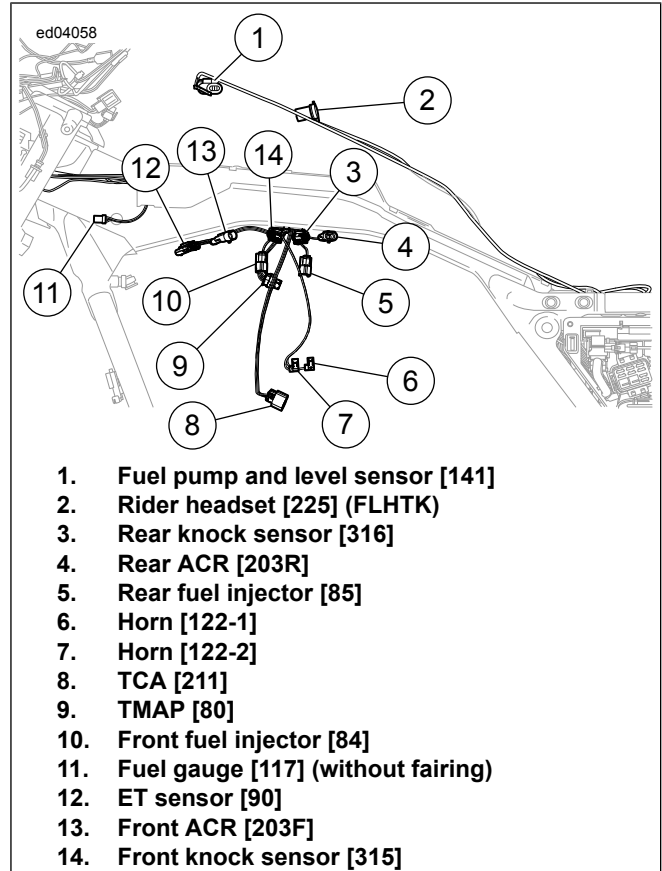 ed04058
1
2
13
14
3
12
4
11
10
5
9
6
8
7
1. Fuel pump and level sensor [141]
2. Rider headset [225] (FLHTK)
3. Rear knock sensor [316]
4. Rear ACR [203R]
5. Rear fuel injector [85]
6. Horn [122-1]
7. Horn [122-2]
8. TCA [211]
9. TMAP [80]
10. Front fuel injector [84]
11. Fuel gauge [117] (without fairing)
12. ET sensor [90]
13. Front ACR [203F]
14. Front knock sensor [315]